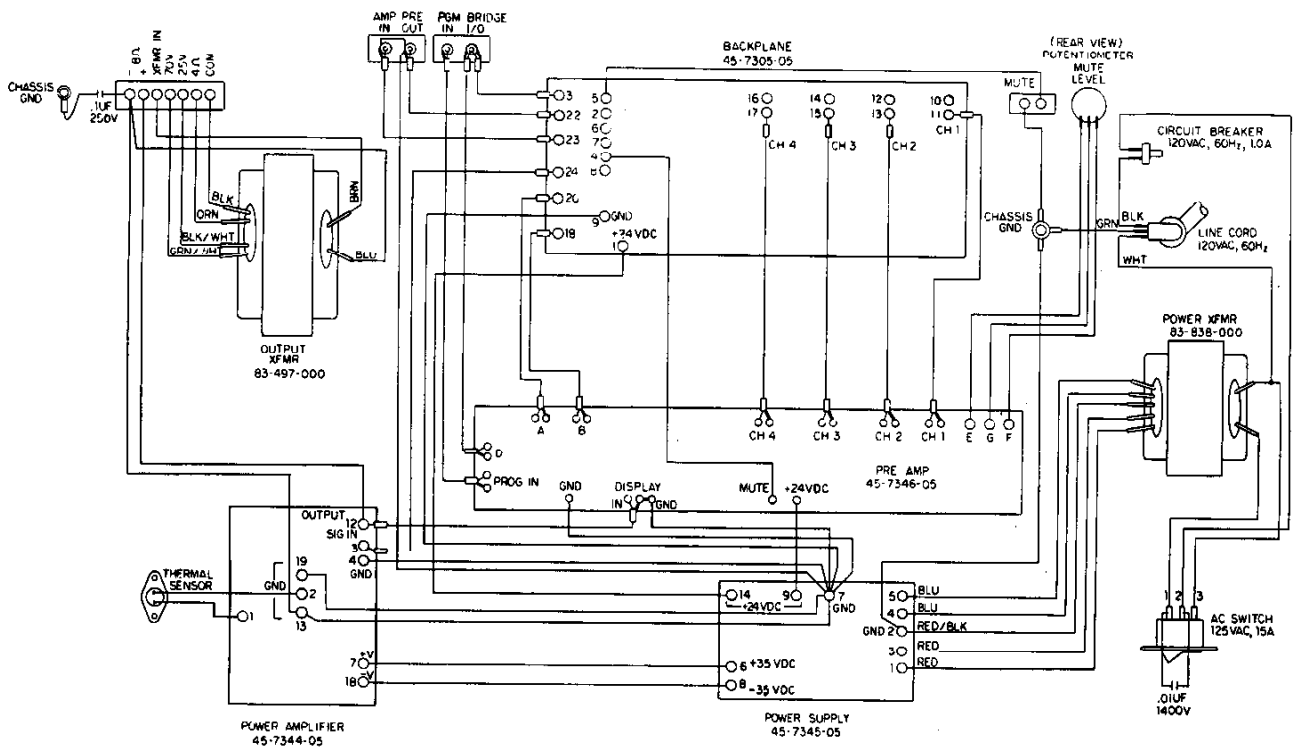 AMP PRE
IN OUT
PGM BRIDGE
IN I/O
BACKPLANE
45-7305-05
(REAR VIEW)
POTENTIOMETER
MUTE
LEVEL
MUTE
- 8Ω
+
XFMR IN
70V
25V
4Ω
COM
CHASSIS
GND
.1UF
250V
3
22
23
24
20
18
5
2
6
7
4
8
9
GND
+24VDC
1
16
17
CH 4
14
15
CH 3
12
13
CH 2
10
11
CH 1
CIRCUIT BREAKER
120VAC, 60Hz, 1.0A
CHASSIS
GND
GRN
BLK
WHT
LINE CORD
120VAC, 60Hz
BLK
ORN
BLK/WHT
GRN/WHT
BRN
BLU
OUTPUT
XFMR
83-497-000
POWER XFMR
83-838-000
A
B
CH 4
CH 3
CH 2
CH 1
E
G
F
D
PROG IN
PRE AMP
45-7346-05
GND
DISPLAY
IN
GND
MUTE
+24VDC
OUTPUT
12
SIG IN
3
4
GND
THERMAL
SENSOR
1
GND
19
2
13
+V
7
-V
18
POWER AMPLIFIER
45-7344-05
14
9
+24VDC
7
GND
6 +35 VDC
8 -35 VDC
5
4
GND 2
3
1
BLU
BLU
RED/BLK
RED
RED
POWER SUPPLY
45-7345-05
1 2 3
AC SWITCH
125VAC, 15A
.01UF
1400V